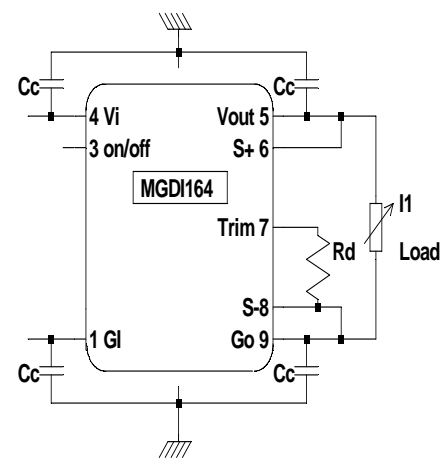 Cc
Cc
4 Vi
Vout 5
3 on/off
S+ 6
MGDI164
I1
Trim 7
Rd
Load
S-8
1 GI
Go 9
Cc
Cc